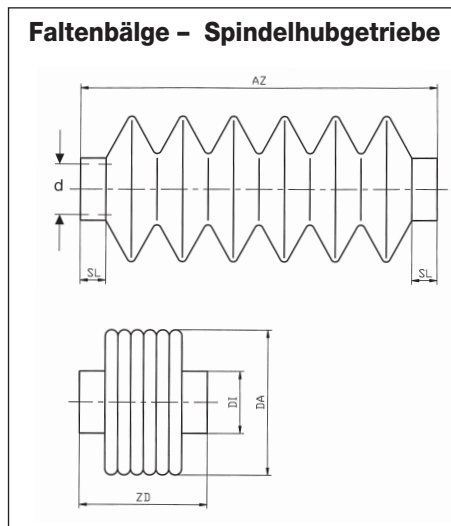 Faltenbälge – Spindelhubgetriebe
AZ
d
SL
SL
DI
DA
ZD